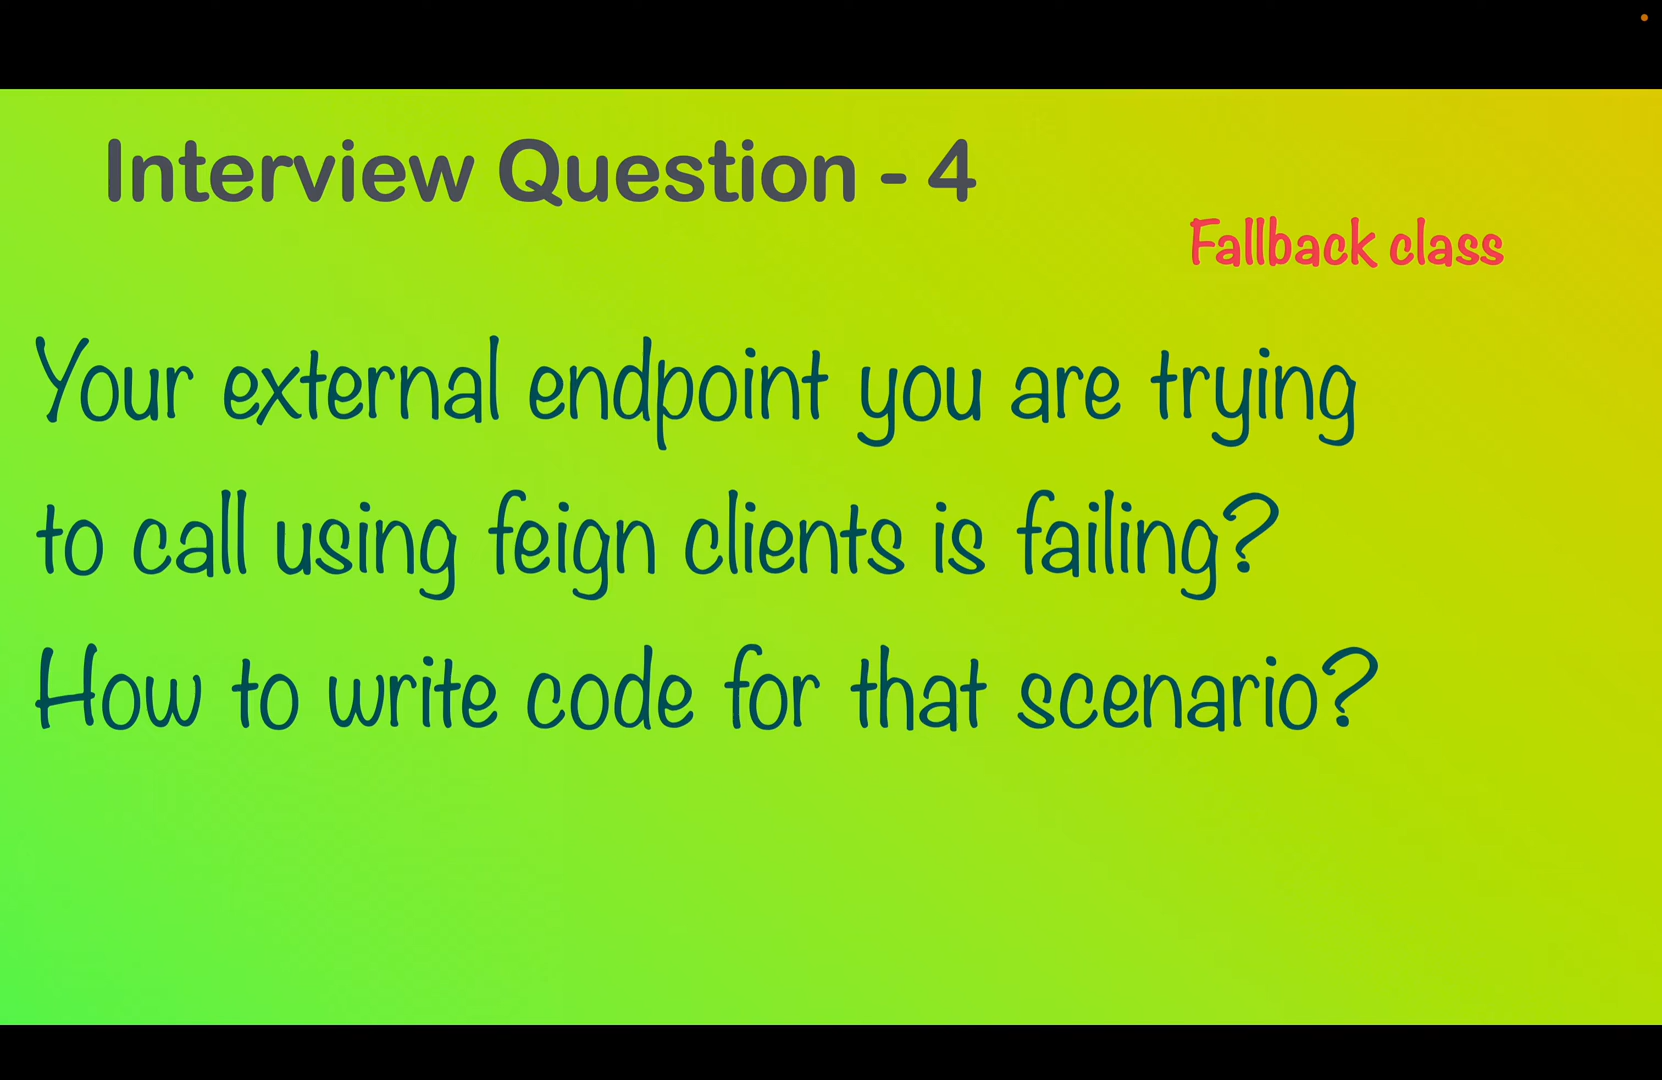 Interview Question - 4
Fallback class
Your external endpoint you are trying
to call using feign clients is failing?
How to write code for that scenario?